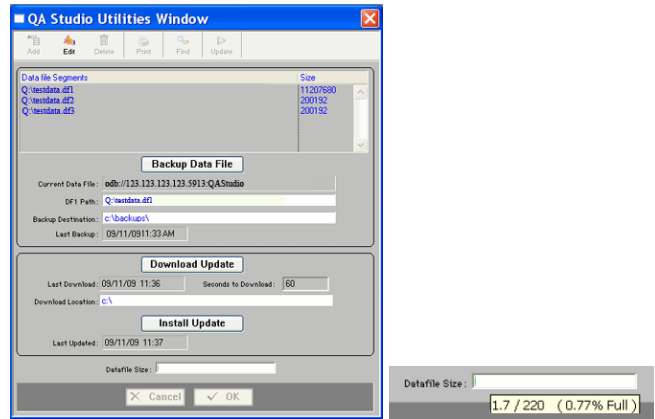 QA Studio Utilities Window
Add Edit Delete Print Find Update
Data file Segments Size
Q:\testdata.df1 11207680
Q:\testdata.df2 200192
Q:\testdata.df3 200192
Backup Data File
Current Data File: odb://123.123.123.123.5913:QAStudio
DF1 Path: Q:\testdata.df1
Backup Destination: c:\backups\
Last Backup: 09/11/0911:33AM
Download Update
Last Download: 09/11/09 11:36 Seconds to Download: 60
Download Location: c:\
Install Update
Last Updated: 09/11/09 11:37
Datafile Size:
Cancel OK
Datafile Size:
1.7 / 220 ( 0.77% Full )